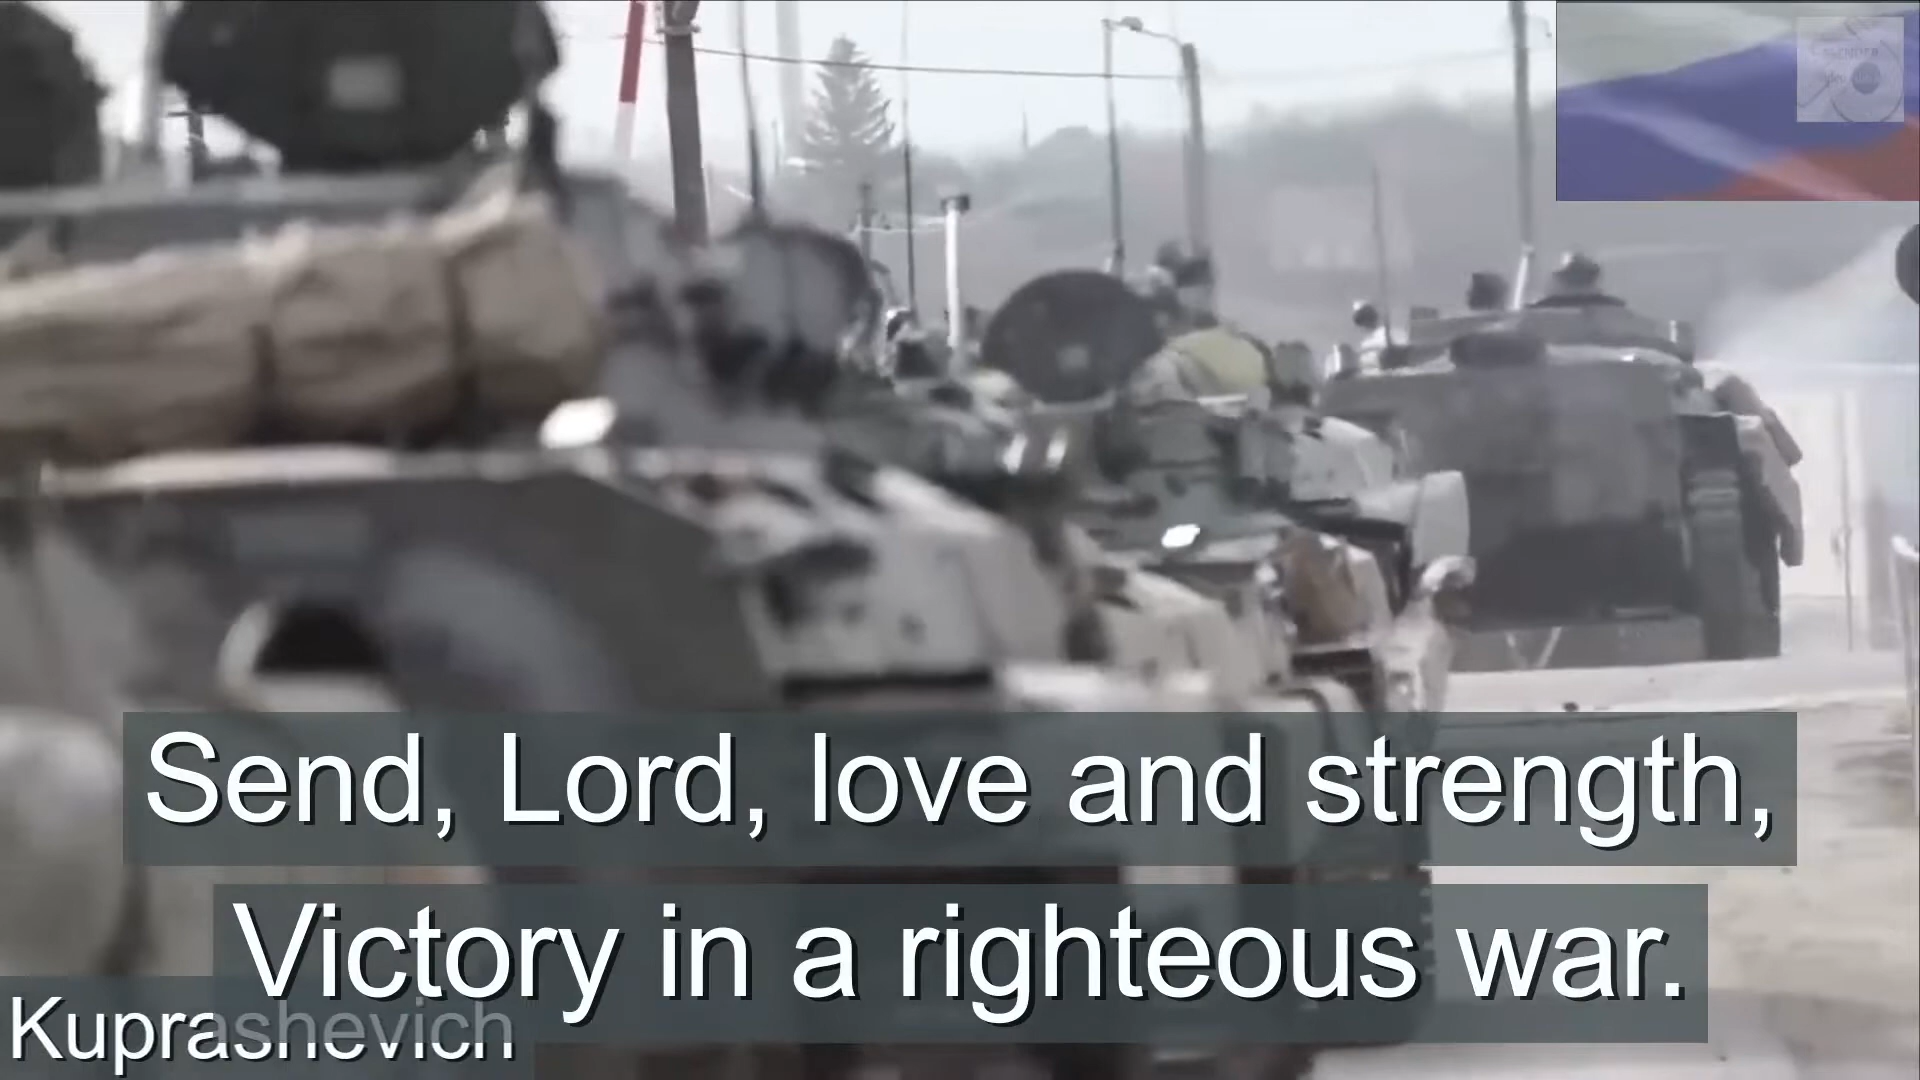 Send, Lord, love and strength,
Victory in a righteous war.
Kuprashevich